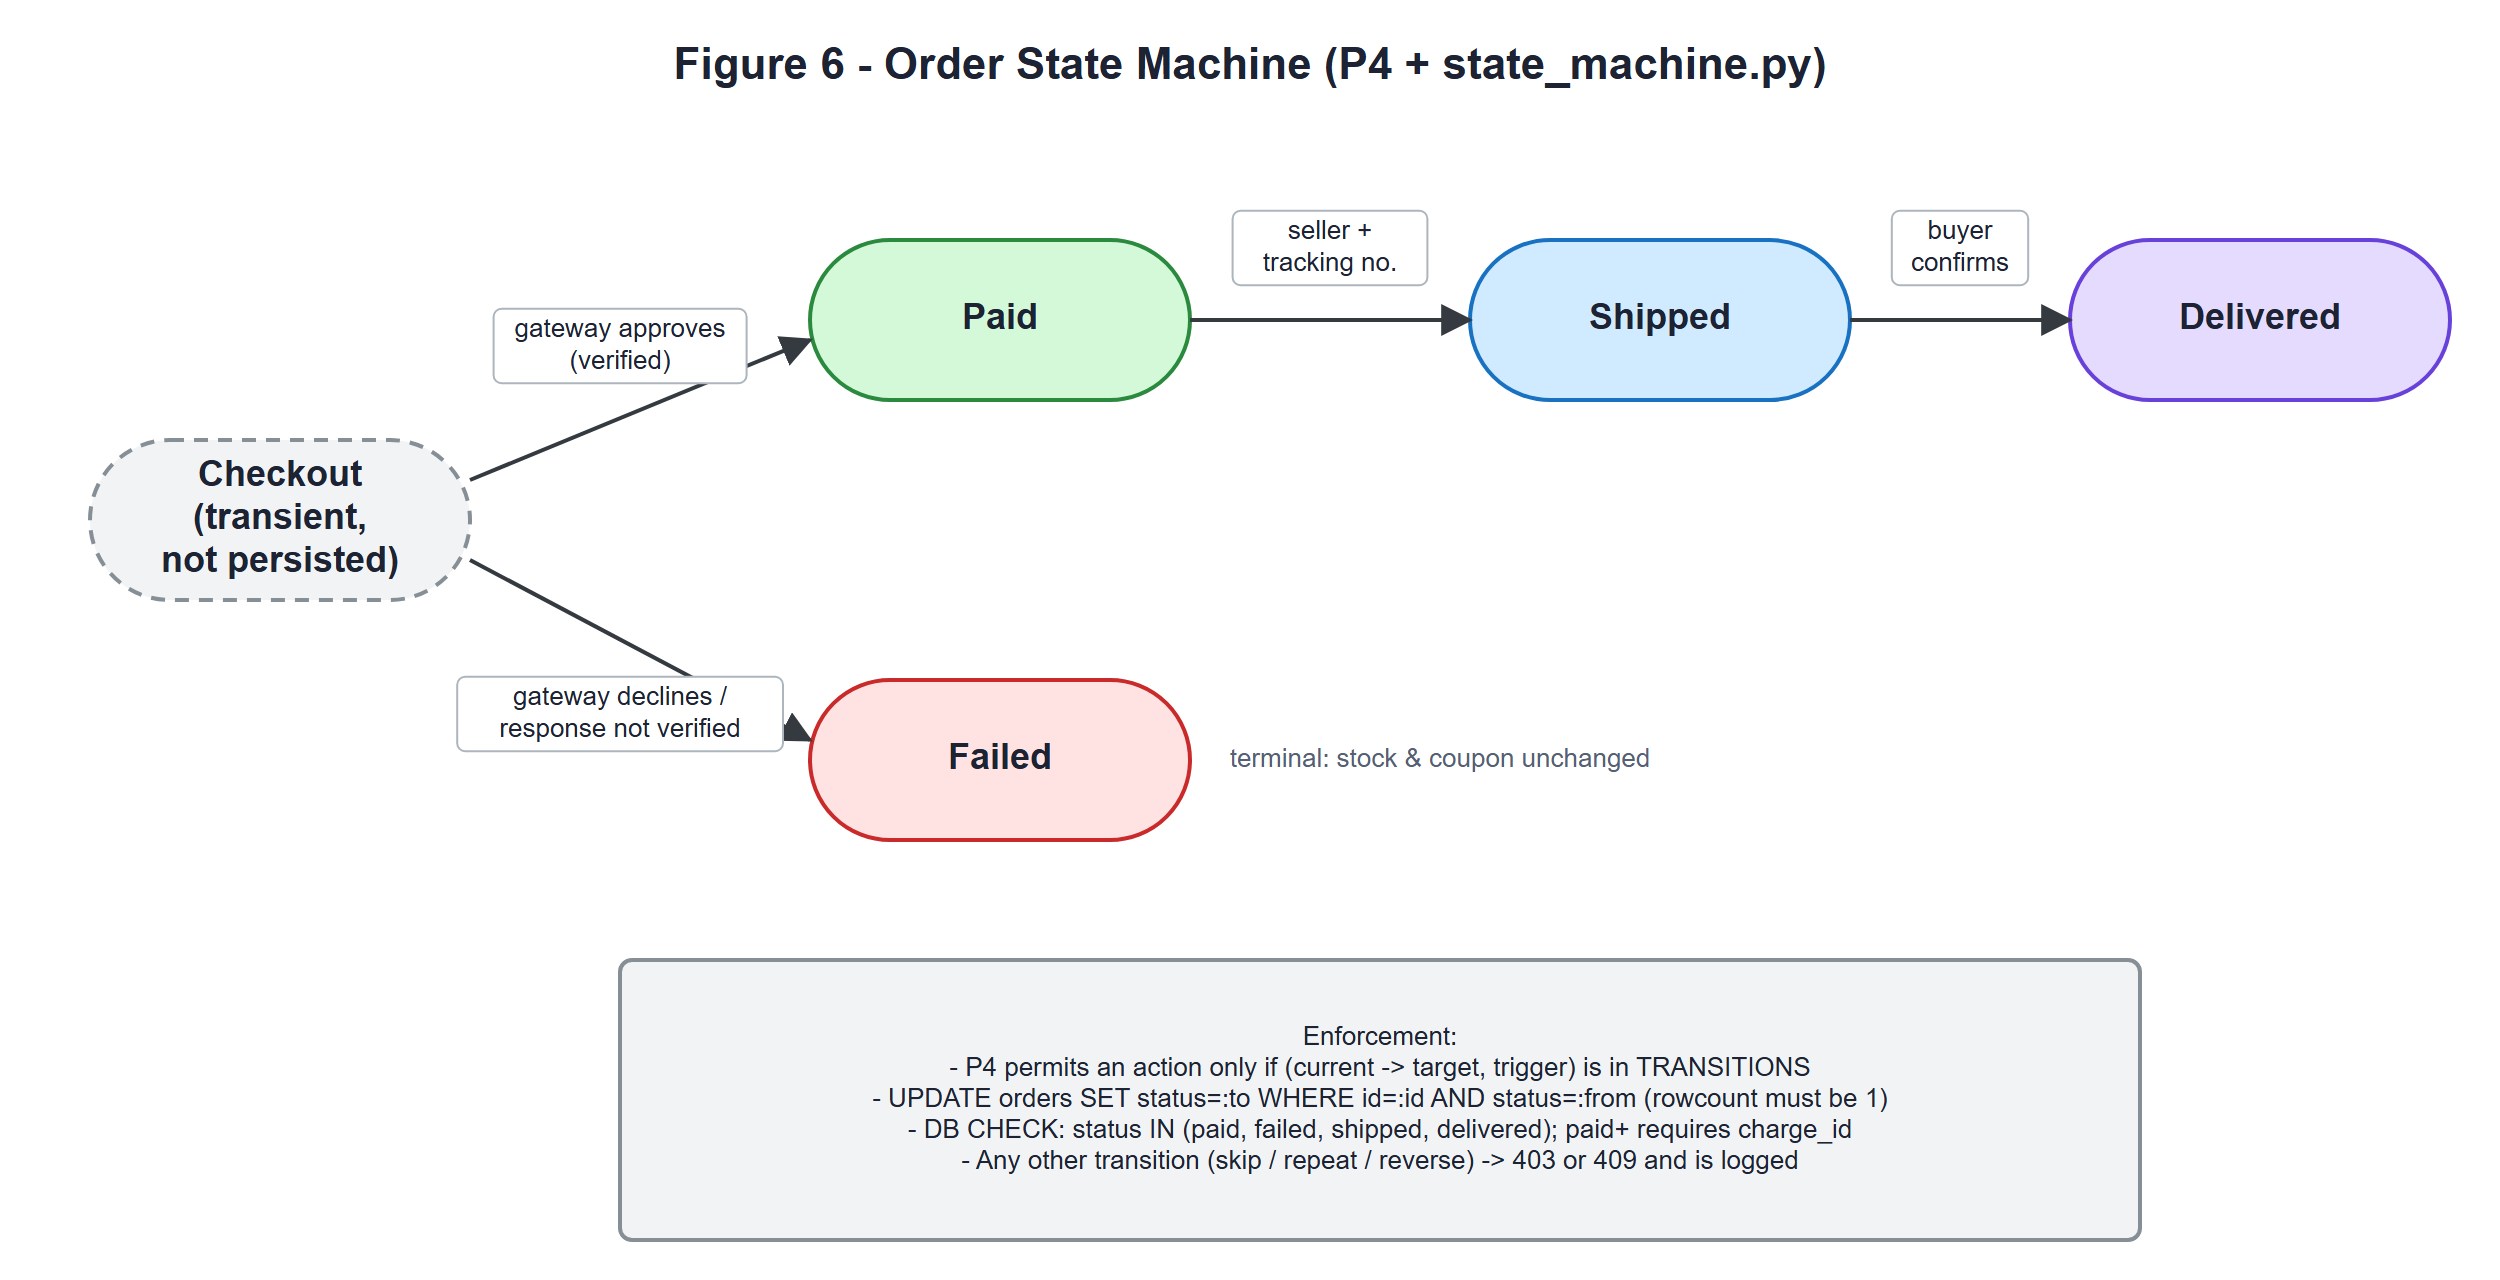 Figure 6 - Order State Machine (P4 + state_machine.py)
seller +
tracking no.
buyer
confirms
gateway approves
(verified)
Paid
Shipped
Delivered
Checkout
(transient,
not persisted)
gateway declines /
response not verified
Failed
terminal: stock & coupon unchanged
Enforcement:
- P4 permits an action only if (current -> target, trigger) is in TRANSITIONS
- UPDATE orders SET status=:to WHERE id=:id AND status=:from (rowcount must be 1)
- DB CHECK: status IN (paid, failed, shipped, delivered); paid+ requires charge_id
- Any other transition (skip / repeat / reverse) -> 403 or 409 and is logged